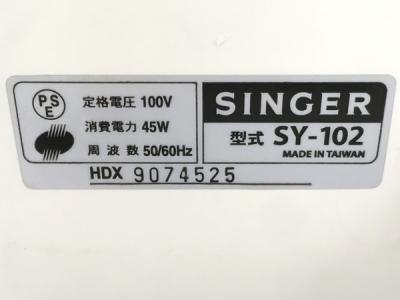 PSE
定格電圧 100V
消費電力 45W
周波数 50/60Hz
HDX 9074525
SINGER
型式 SY-102
MADE IN TAIWAN